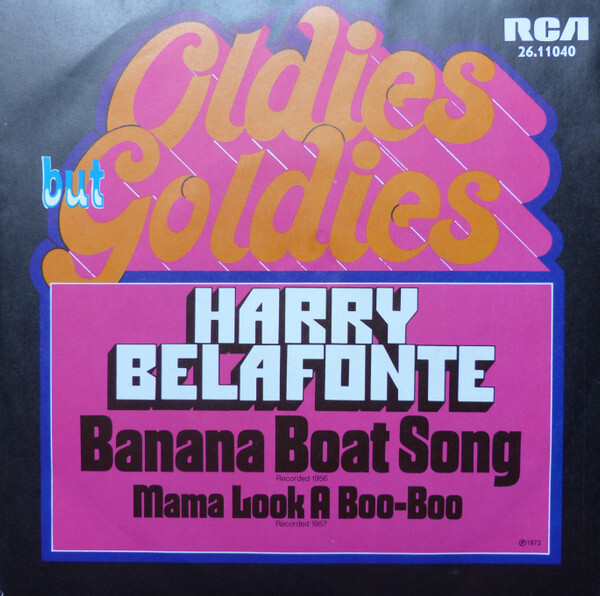 RCA
26.11040
Oldies
but
Goldies
HARRY
BELAFONTE
Banana Boat Song
Recorded 1956
Mama Look A Boo-Boo
Recorded 1957
℗1973